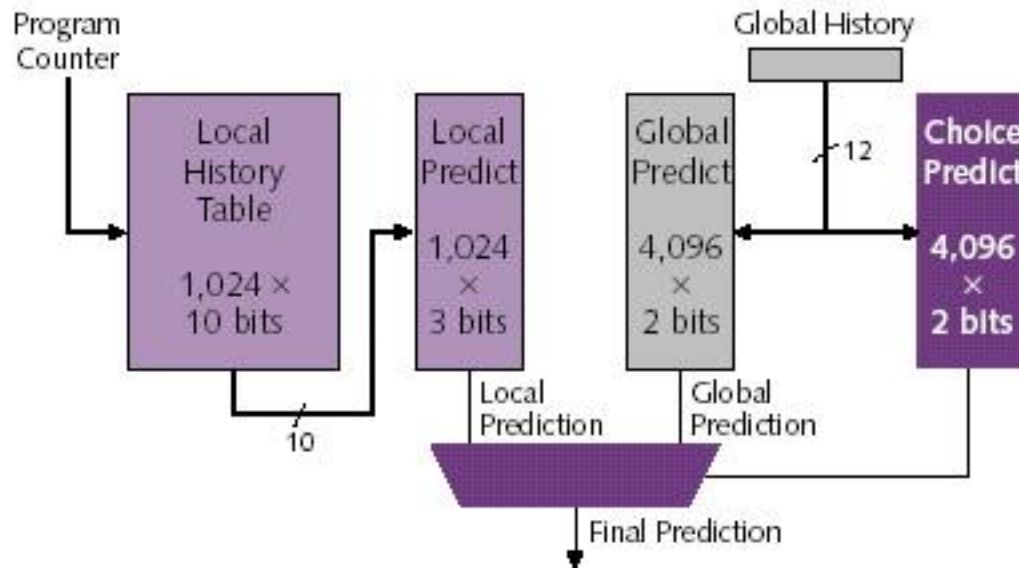 Program
Counter
Global History
Local
History
Table
1,024 ×
10 bits
Local
Predict
1,024
×
3 bits
Global
Predict
4,096
×
2 bits
12
Choice
Predict
4,096
×
2 bits
10
Local
Prediction
Global
Prediction
Final Prediction